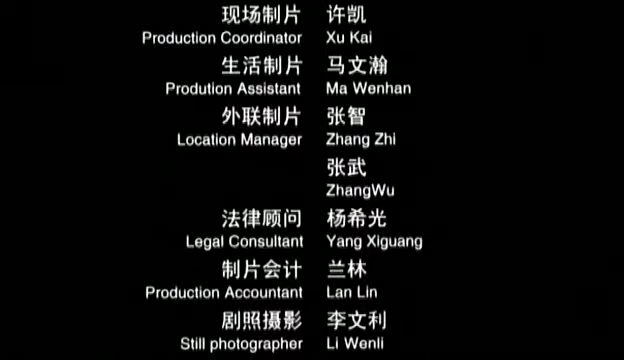 现场制片 许凯
Production Coordinator Xu Kai
生活制片 马文瀚
Prodution Assistant Ma Wenhan
外联制片 张智
Location Manager Zhang Zhi
张武
ZhangWu
法律顾问 杨希光
Legal Consultant Yang Xiguang
制片会计 兰林
Production Accountant Lan Lin
剧照摄影 李文利
Still photographer Li Wenli